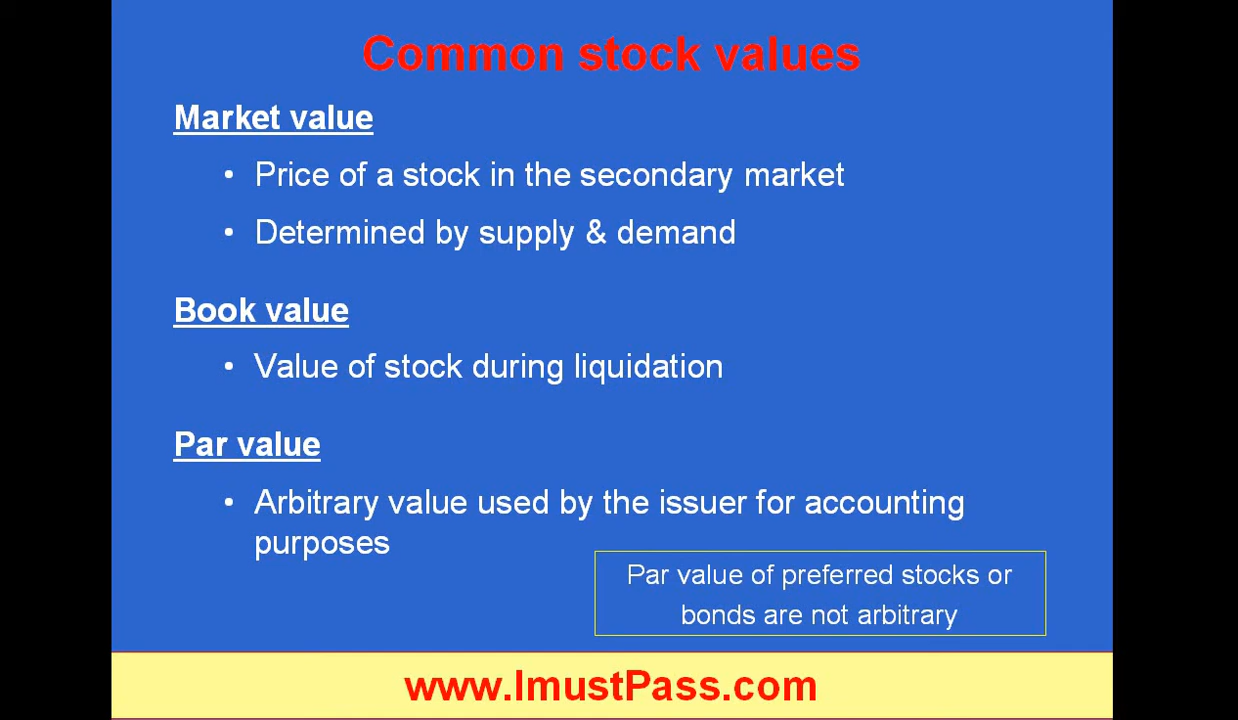 Common stock values
Market value
• Price of a stock in the secondary market
• Determined by supply & demand
Book value
• Value of stock during liquidation
Par value
• Arbitrary value used by the issuer for accounting
purposes
Par value of preferred stocks or
bonds are not arbitrary
www.ImustPass.com